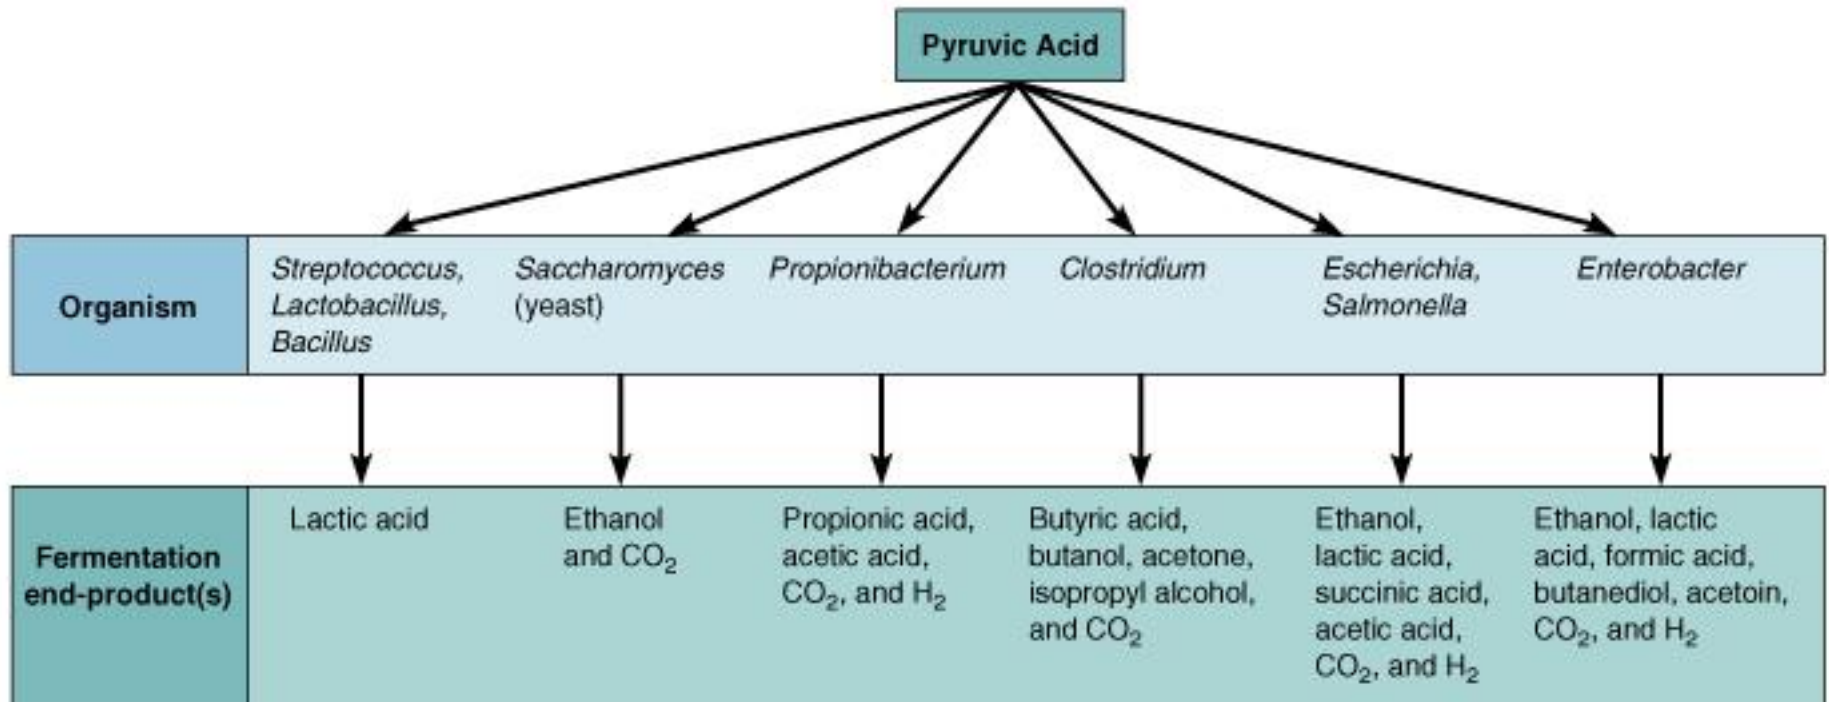 Pyruvic Acid
Organism
Streptococcus,
Lactobacillus,
Bacillus
Saccharomyces
(yeast)
Propionibacterium
Clostridium
Escherichia,
Salmonella
Enterobacter
Fermentation
end-product(s)
Lactic acid
Ethanol
and CO₂
Propionic acid,
acetic acid,
CO₂, and H₂
Butyric acid,
butanol, acetone,
isopropyl alcohol,
and CO₂
Ethanol,
lactic acid,
succinic acid,
acetic acid,
CO₂, and H₂
Ethanol, lactic
acid, formic acid,
butanediol, acetoin,
CO₂, and H₂